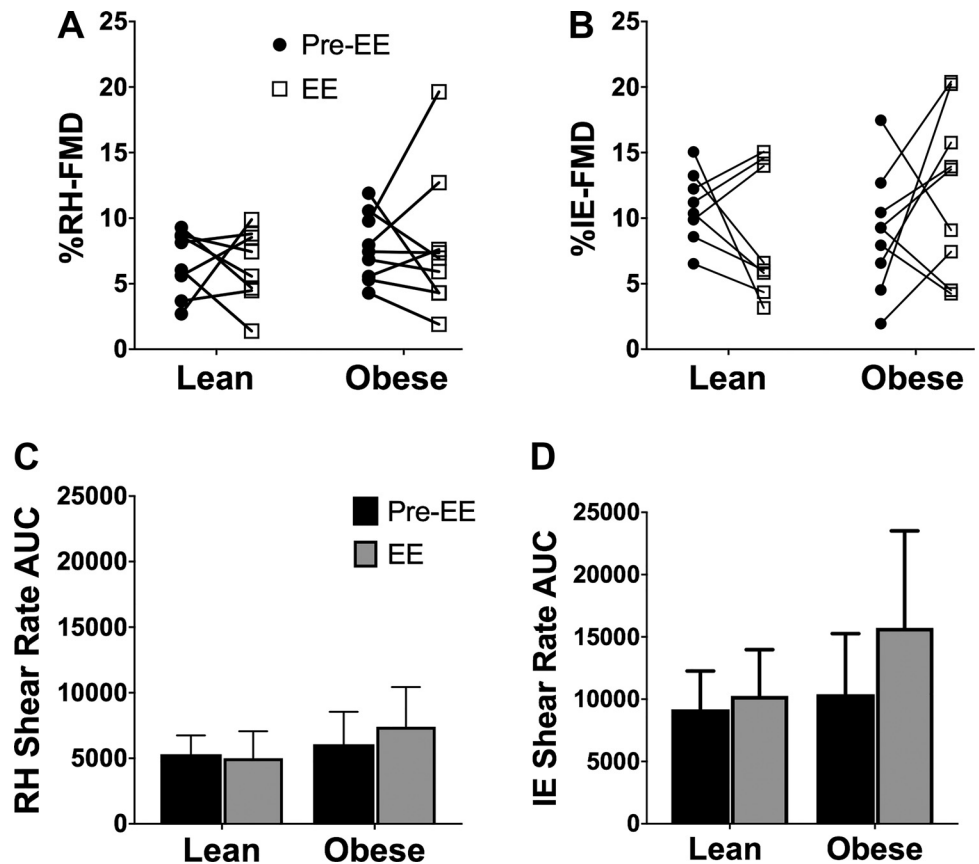 A
%RH-FMD
25
20
15
10
5
0
Pre-EE
EE
Lean
Obese
B
%IE-FMD
25
20
15
10
5
0
Lean
Obese
C
RH Shear Rate AUC
25000
20000
15000
10000
5000
0
Pre-EE
EE
Lean
Obese
D
IE Shear Rate AUC
25000
20000
15000
10000
5000
0
Lean
Obese